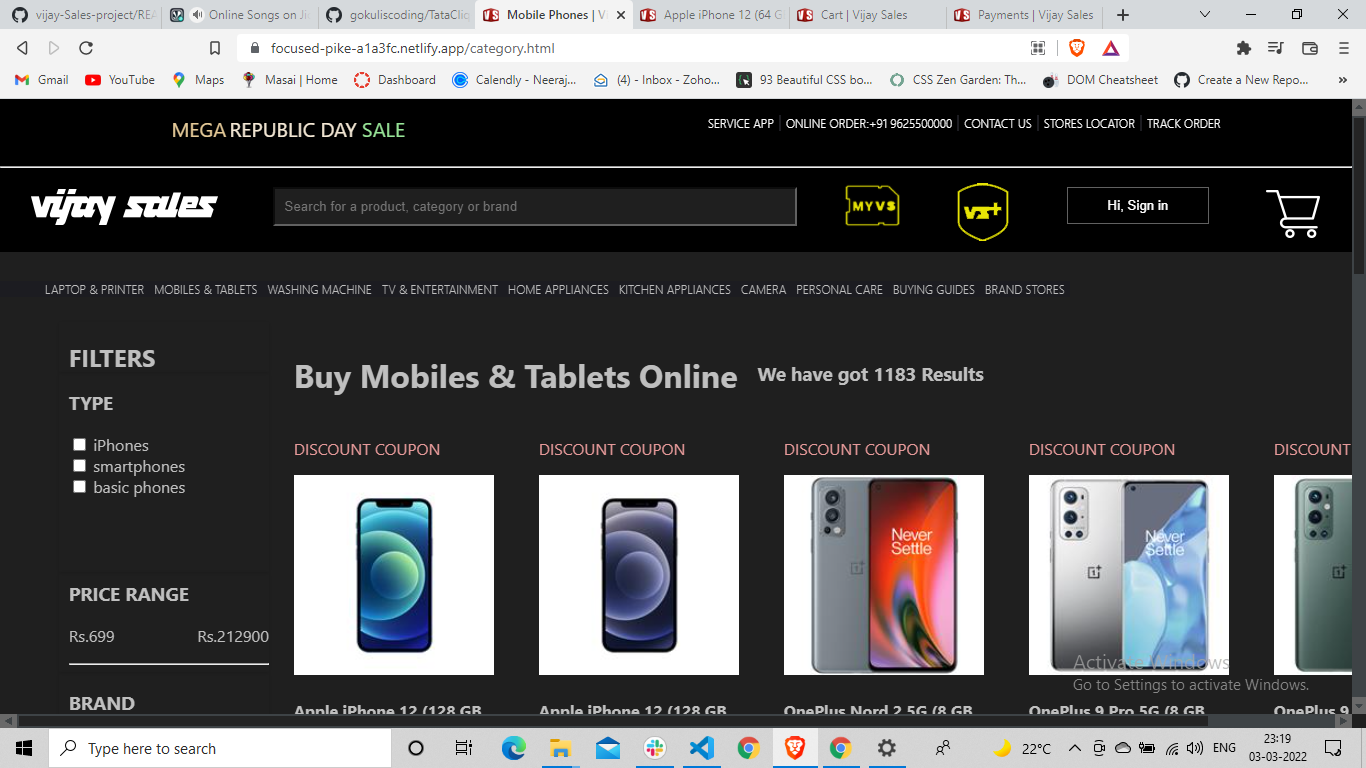 vijay-Sales-project/REA
Online Songs on Ji
gokuliscoding/TataCliq
Mobile Phones | Vi
Apple iPhone 12 (64 G
Cart | Vijay Sales
Payments | Vijay Sales
focused-pike-a1a3fc.netlify.app/category.html
Gmail
YouTube
Maps
Masai | Home
Dashboard
Calendly - Neeraj...
(4) - Inbox - Zoho...
93 Beautiful CSS bo...
CSS Zen Garden: Th...
DOM Cheatsheet
Create a New Repo...
»
MEGA REPUBLIC DAY SALE
SERVICE APP | ONLINE ORDER:+91 9625500000 | CONTACT US | STORES LOCATOR | TRACK ORDER
vijay sales
Search for a product, category or brand
MYVS
VS+
Hi, Sign in
LAPTOP & PRINTER MOBILES & TABLETS WASHING MACHINE TV & ENTERTAINMENT HOME APPLIANCES KITCHEN APPLIANCES CAMERA PERSONAL CARE BUYING GUIDES BRAND STORES
FILTERS
TYPE
iPhones
smartphones
basic phones
PRICE RANGE
Rs.699 Rs.212900
BRAND
Buy Mobiles & Tablets Online We have got 1183 Results
DISCOUNT COUPON DISCOUNT COUPON DISCOUNT COUPON DISCOUNT COUPON DISCOUNT
Never
Settle
Never
Settle
Apple iPhone 12 (128 GB Apple iPhone 12 (128 GB OnePlus Nord 2 5G (8 GB OnePlus 9 Pro 5G (8 GB OnePlus 9
Activate Windows
Go to Settings to activate Windows.
Type here to search
22°C
ENG
23:19
03-03-2022